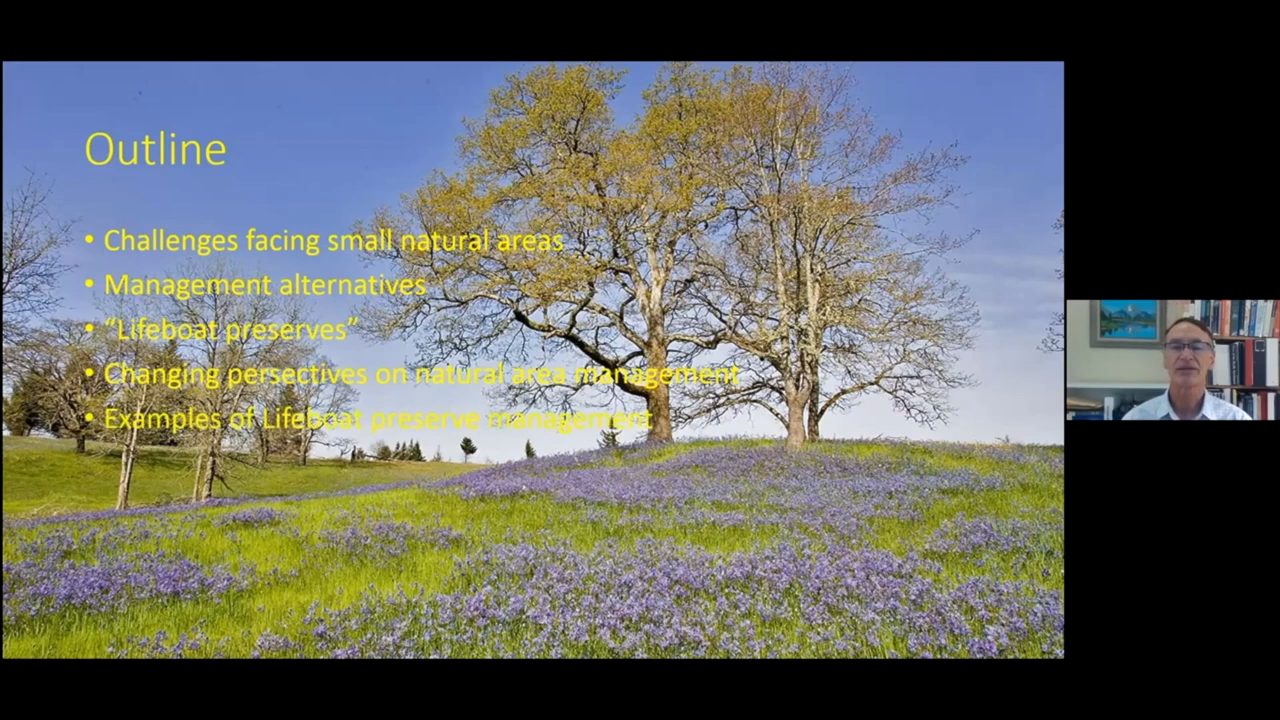 Outline
• Challenges facing small natural areas
• Management alternatives
• “Lifeboat preserves”
• Changing persectives on natural area management
• Examples of Lifeboat preserve management